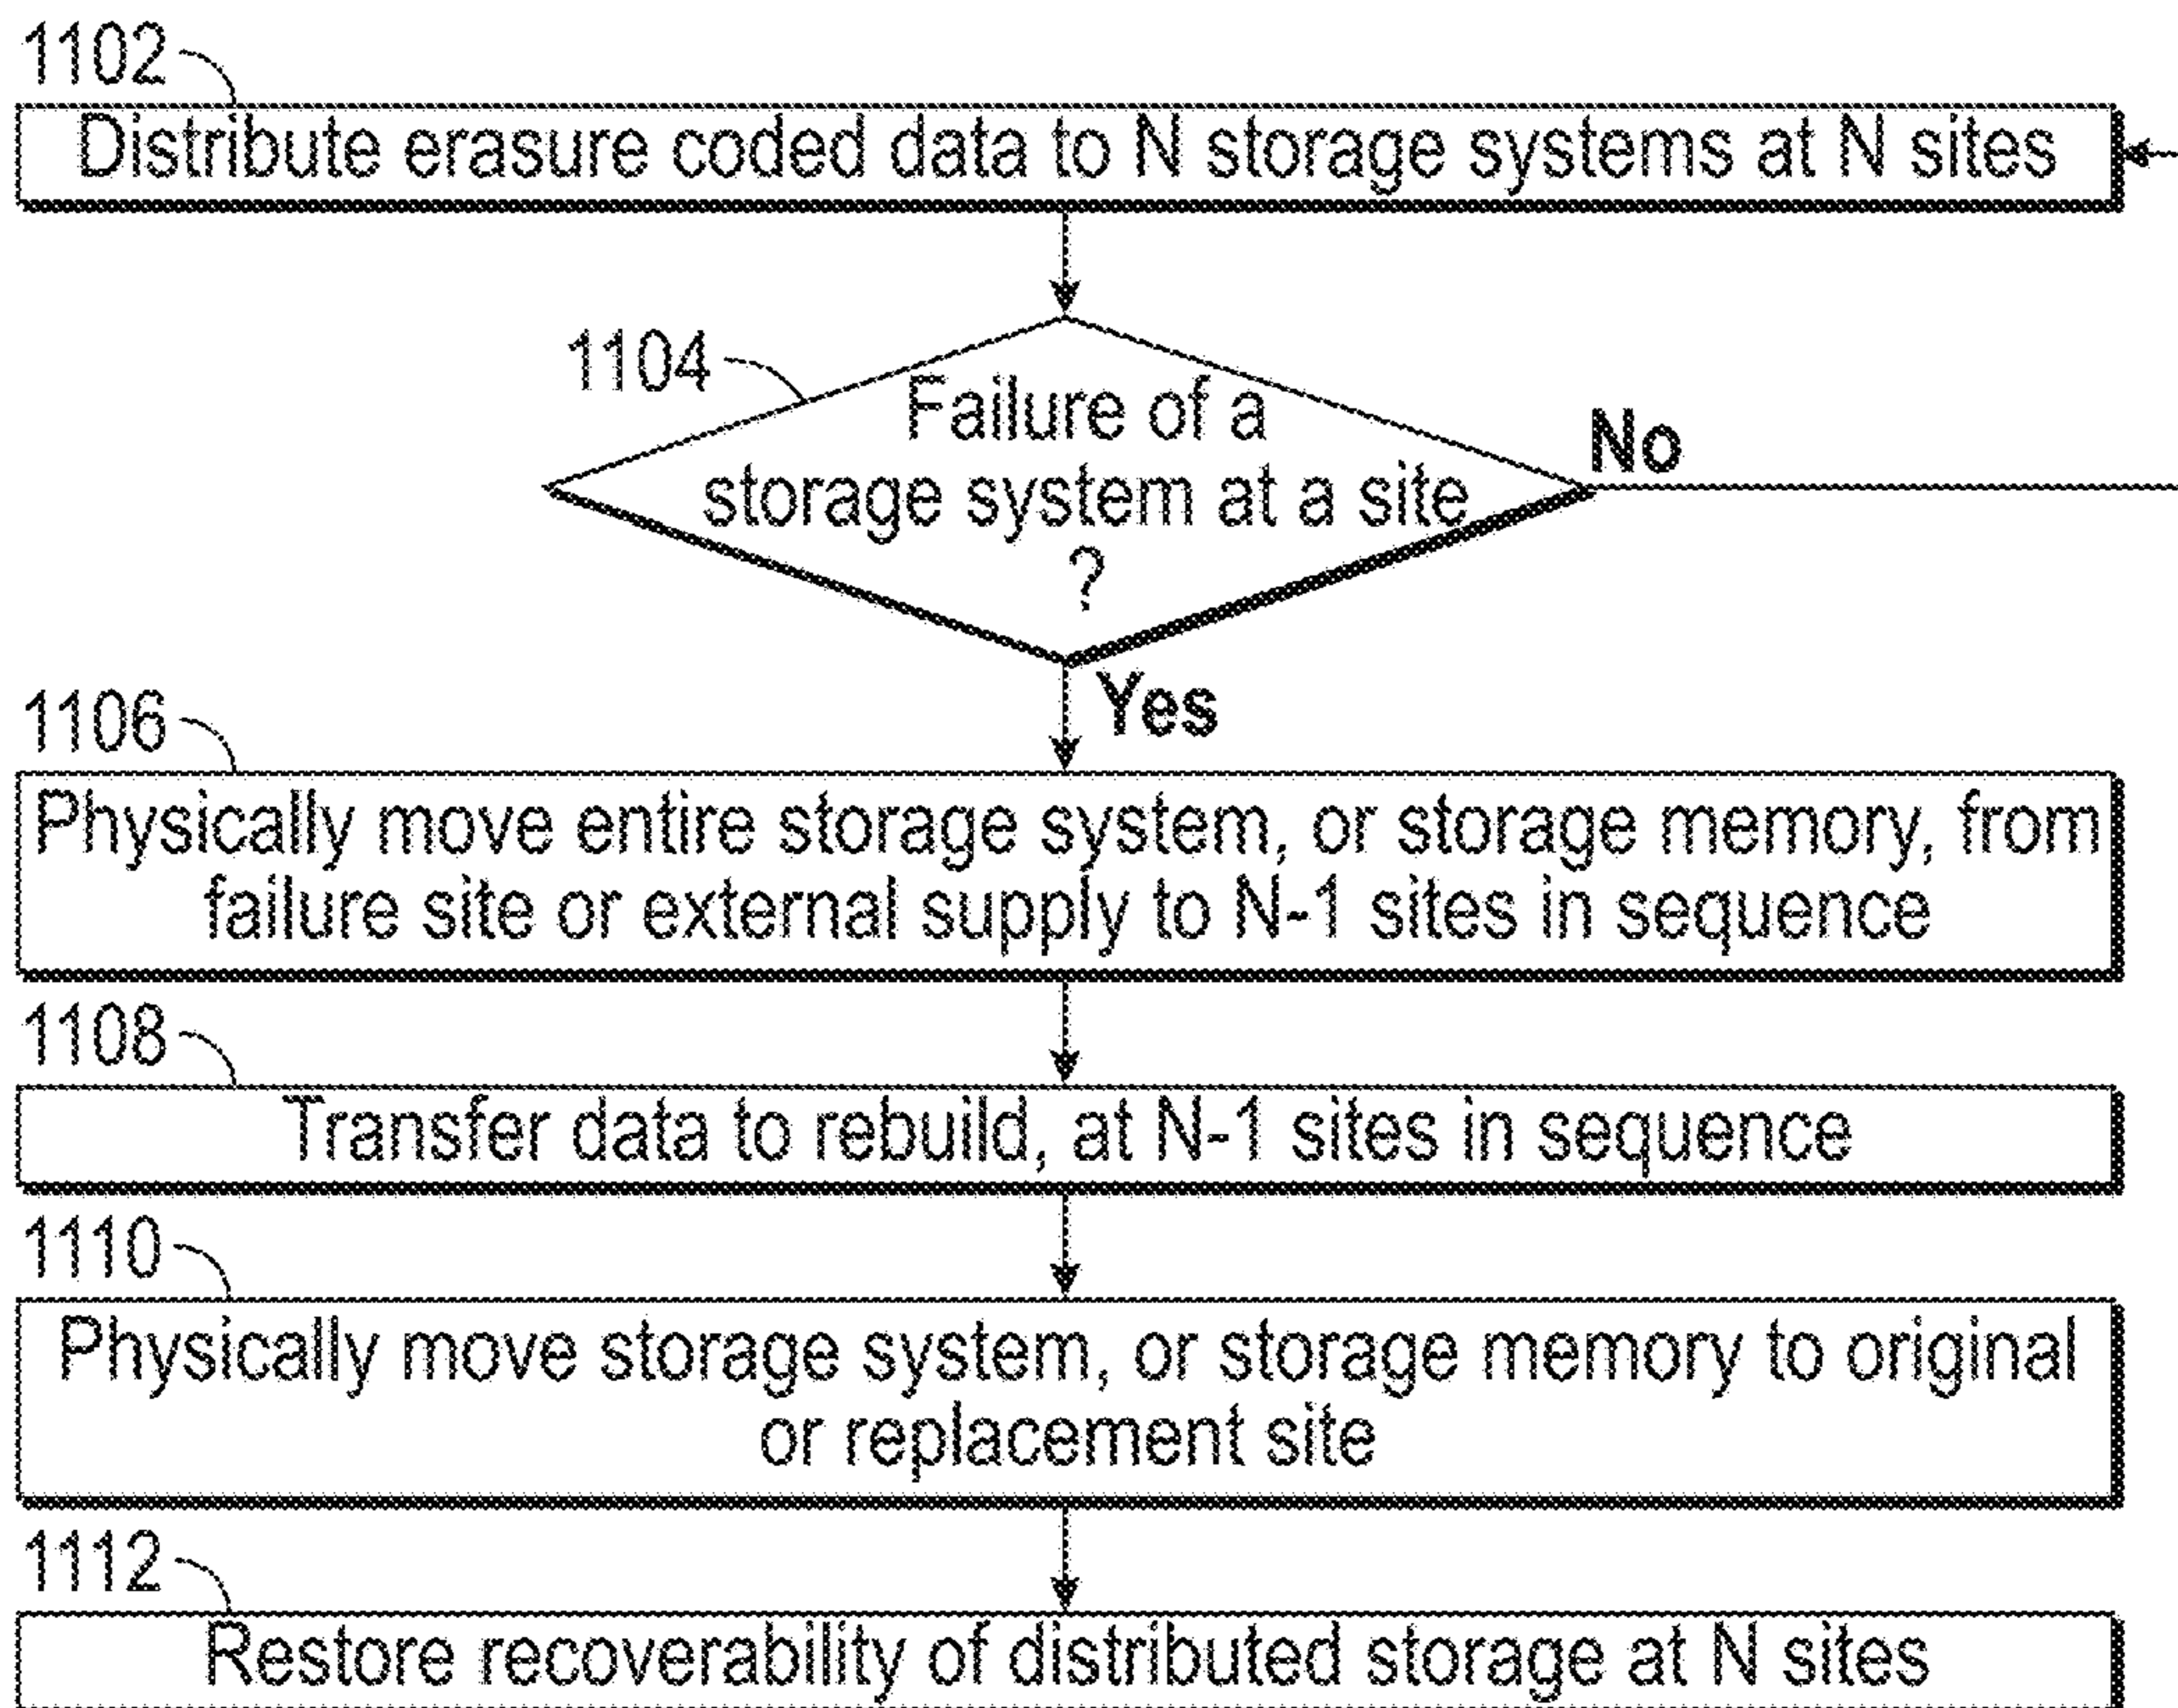 1102
Distribute erasure coded data to N storage systems at N sites
1104
Failure of a
storage system at a site
?
No
Yes
1106
Physically move entire storage system, or storage memory, from
failure site or external supply to N-1 sites in sequence
1108
Transfer data to rebuild, at N-1 sites in sequence
1110
Physically move storage system, or storage memory to original
or replacement site
1112
Restore recoverability of distributed storage at N sites